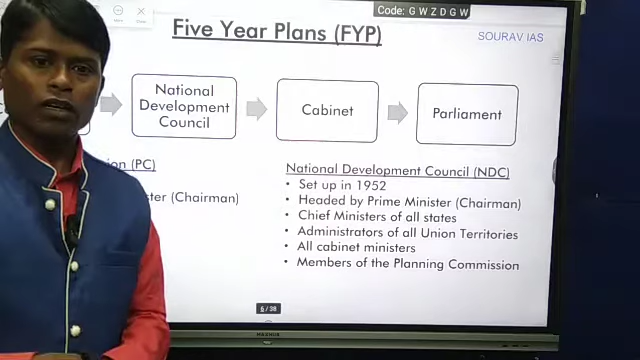 Code: G W Z D G W
Five Year Plans (FYP)
SOURAV IAS
National
Development
Council
Cabinet
Parliament
(PC)
(Chairman)
National Development Council (NDC)
• Set up in 1952
• Headed by Prime Minister (Chairman)
• Chief Ministers of all states
• Administrators of all Union Territories
• All cabinet ministers
• Members of the Planning Commission
6 / 38
MAXHUB